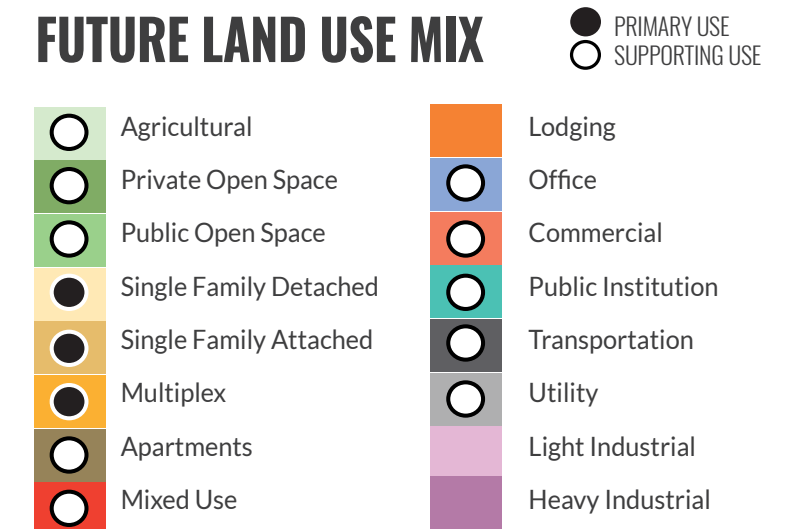 FUTURE LAND USE MIX
PRIMARY USE
SUPPORTING USE
Agricultural
Private Open Space
Public Open Space
Single Family Detached
Single Family Attached
Multiplex
Apartments
Mixed Use
Lodging
Office
Commercial
Public Institution
Transportation
Utility
Light Industrial
Heavy Industrial